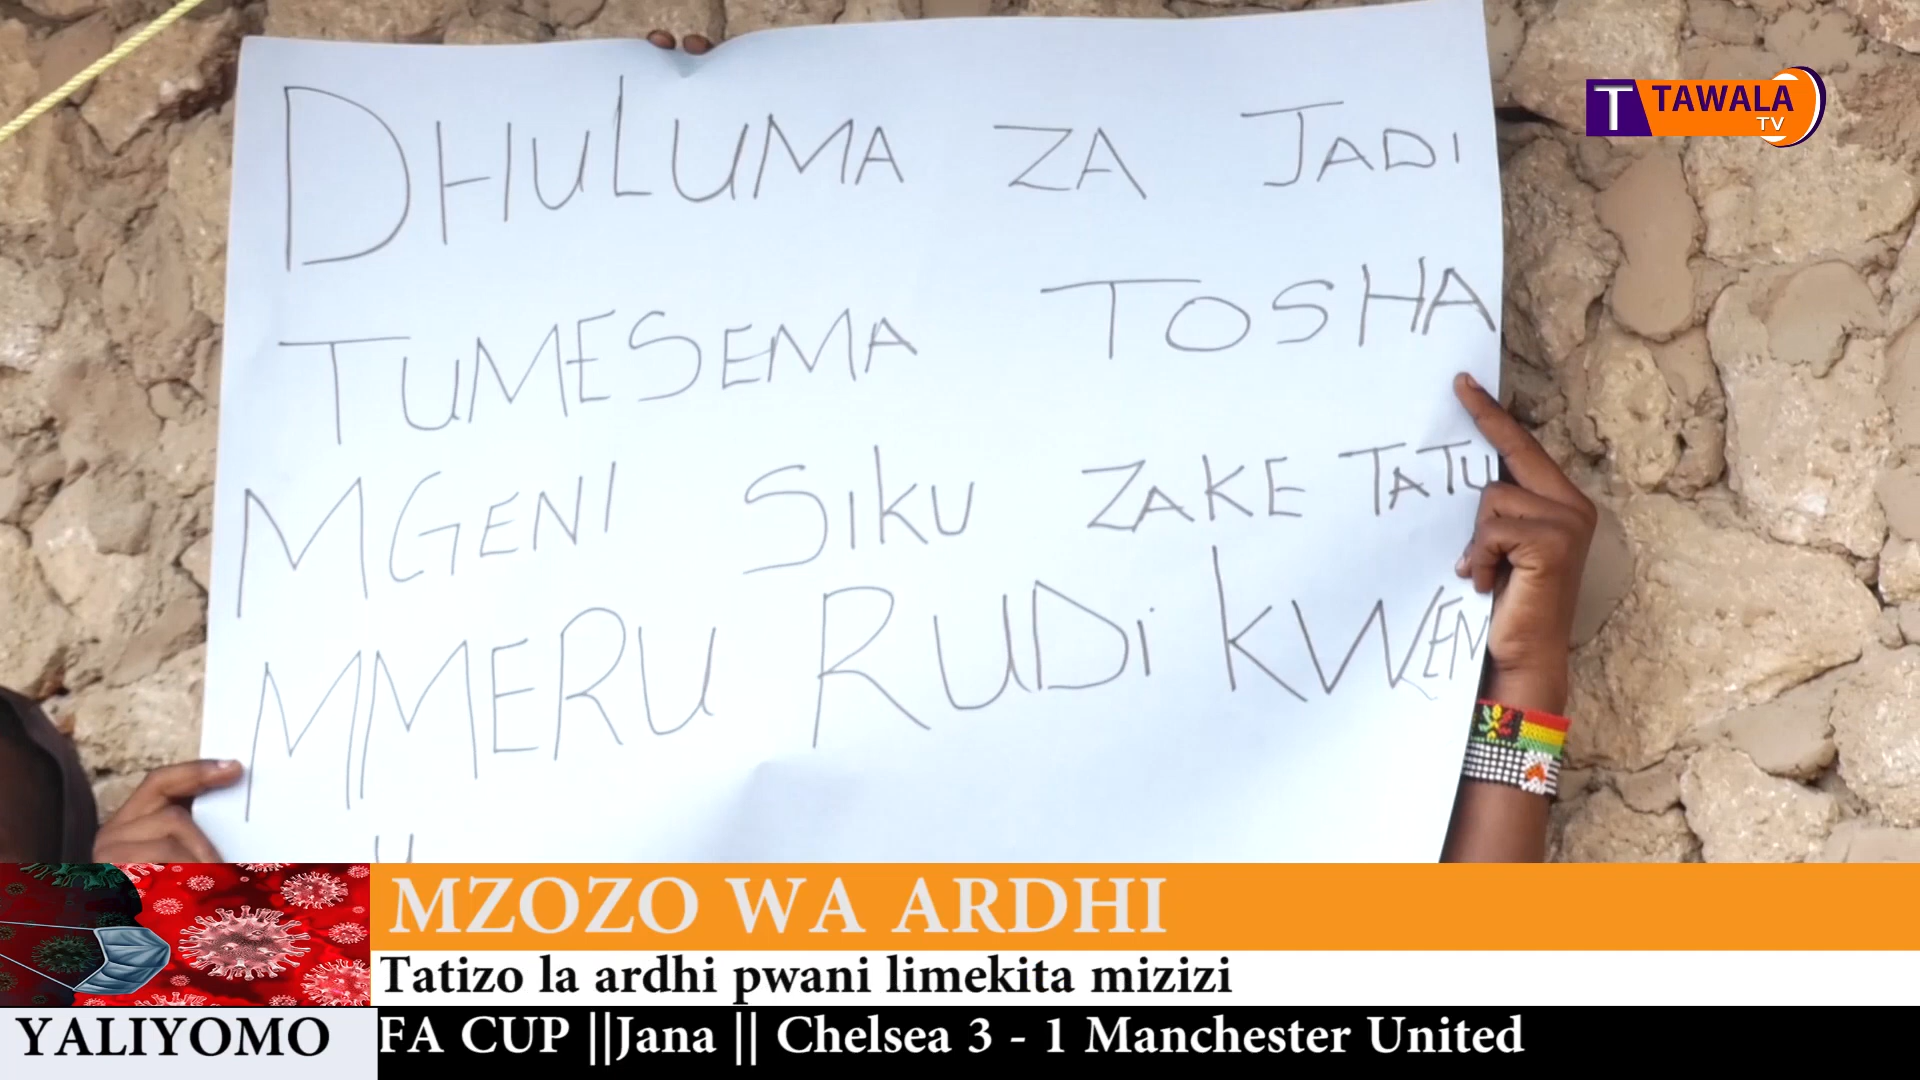 T TAWALA
TV
DHULUMA ZA JADI
TUMESEMA TOSHA
MGENI SIKU ZAKE TATU
MMERU RUDI KWEN
MZOZO WA ARDHI
Tatizo la ardhi pwani limekita mizizi
YALIYOMO FA CUP ||Jana || Chelsea 3 - 1 Manchester United